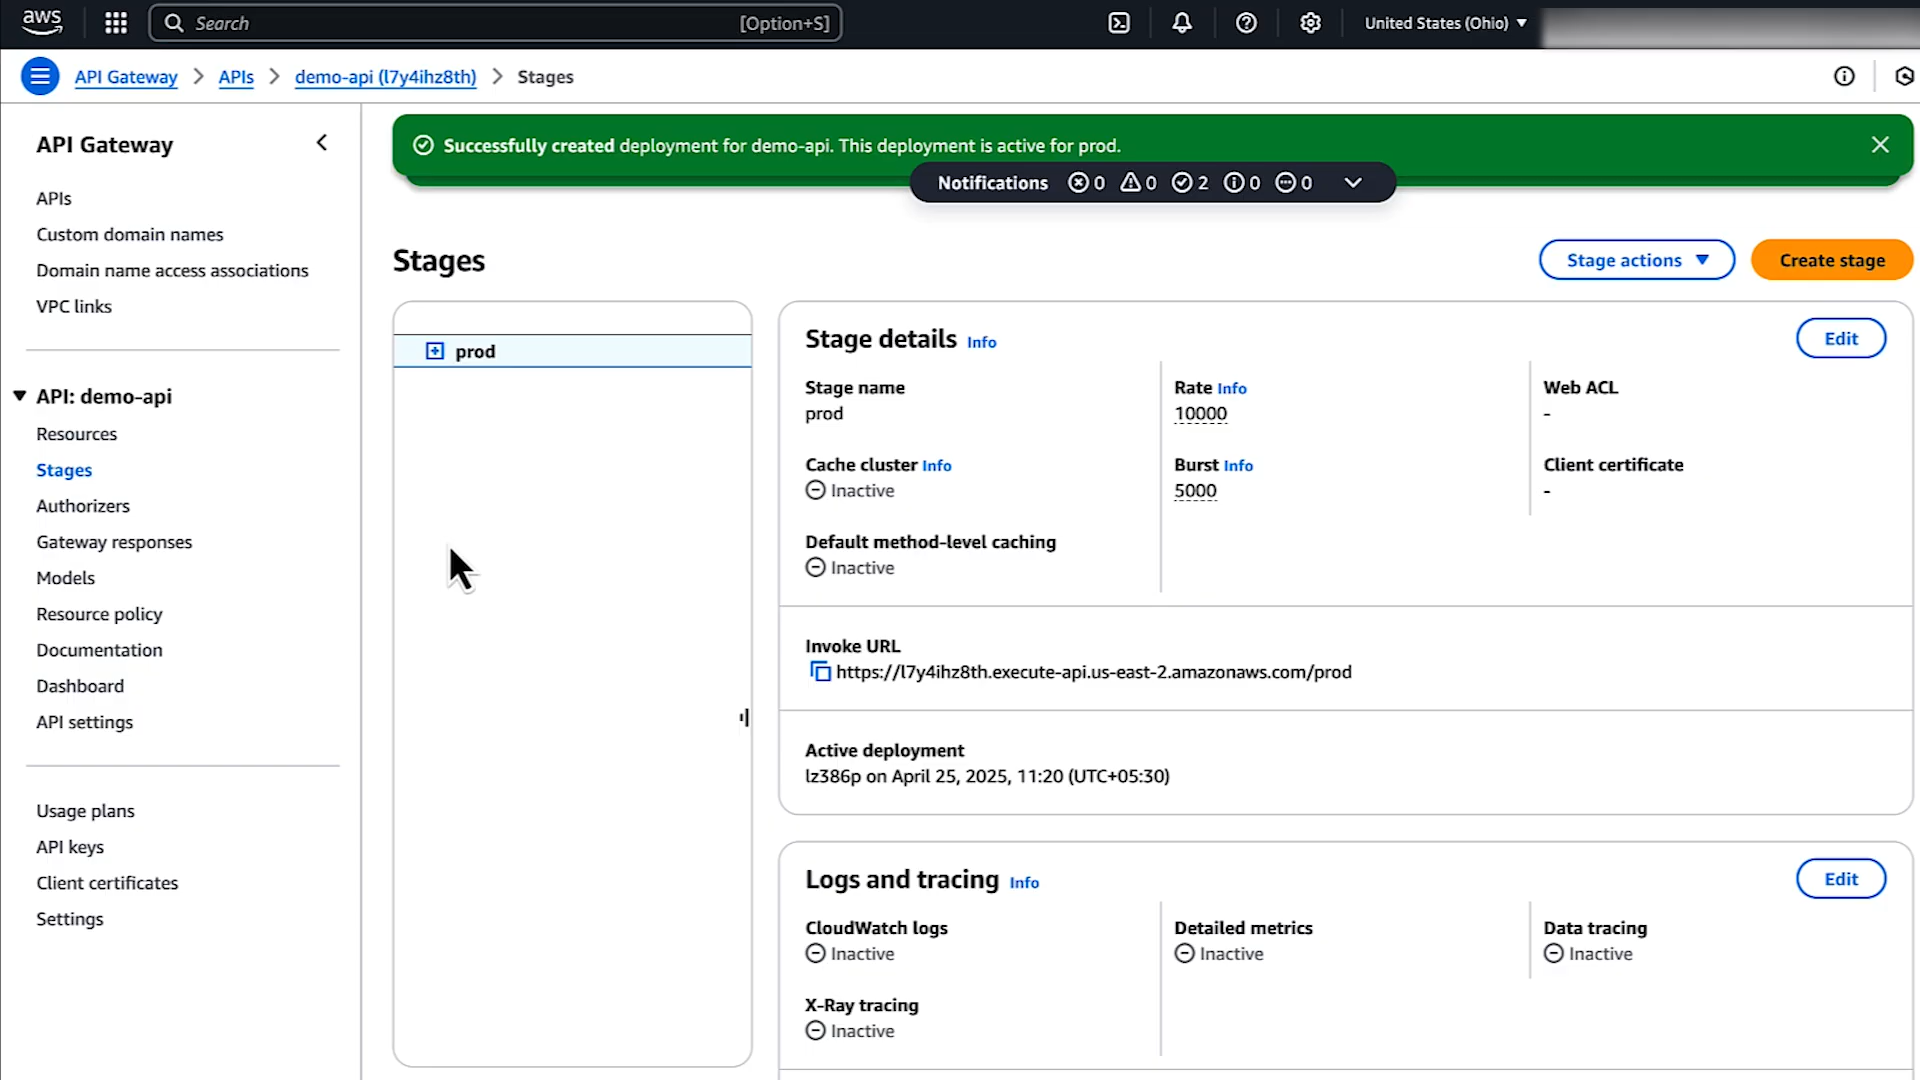 aws Search [Option+S] United States (Ohio)
API Gateway APIs demo-api (l7y4ihz8th) Stages
API Gateway
APIs
Custom domain names
Domain name access associations
VPC links
API: demo-api
Resources
Stages
Authorizers
Gateway responses
Models
Resource policy
Documentation
Dashboard
API settings
Usage plans
API keys
Client certificates
Settings
Successfully created deployment for demo-api. This deployment is active for prod.
Notifications 0 0 2 0 0
Stages
Stage actions Create stage
prod
Stage details Info Edit
Stage name
prod
Rate Info
10000
Web ACL
-
Cache cluster Info
Inactive
Burst Info
5000
Client certificate
-
Default method-level caching
Inactive
Invoke URL
https://l7y4ihz8th.execute-api.us-east-2.amazonaws.com/prod
Active deployment
lz386p on April 25, 2025, 11:20 (UTC+05:30)
Logs and tracing Info Edit
CloudWatch logs
Inactive
Detailed metrics
Inactive
Data tracing
Inactive
X-Ray tracing
Inactive